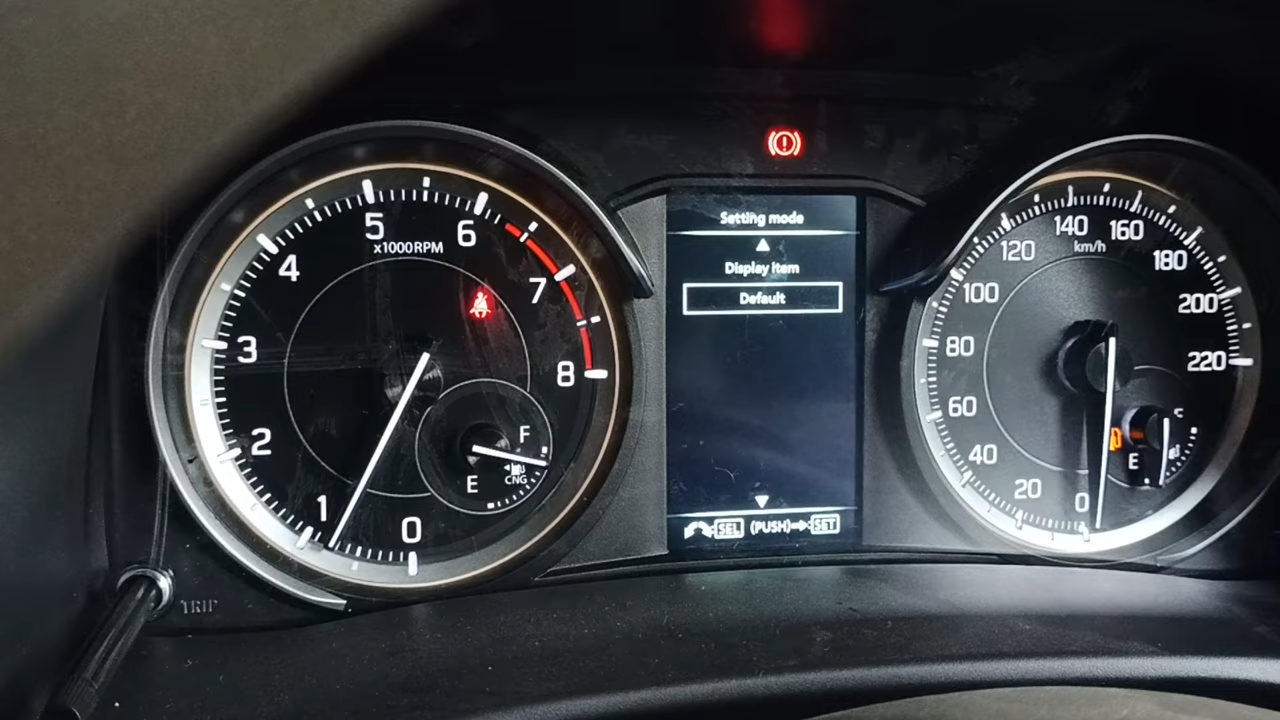 0
1
2
3
4
5
6
7
8
x1000RPM
F
E
CNG
TRIP
Setting mode
Display item
Default
SEL (PUSH) SET
0
20
40
60
80
100
120
140
160
180
200
220
km/h
E